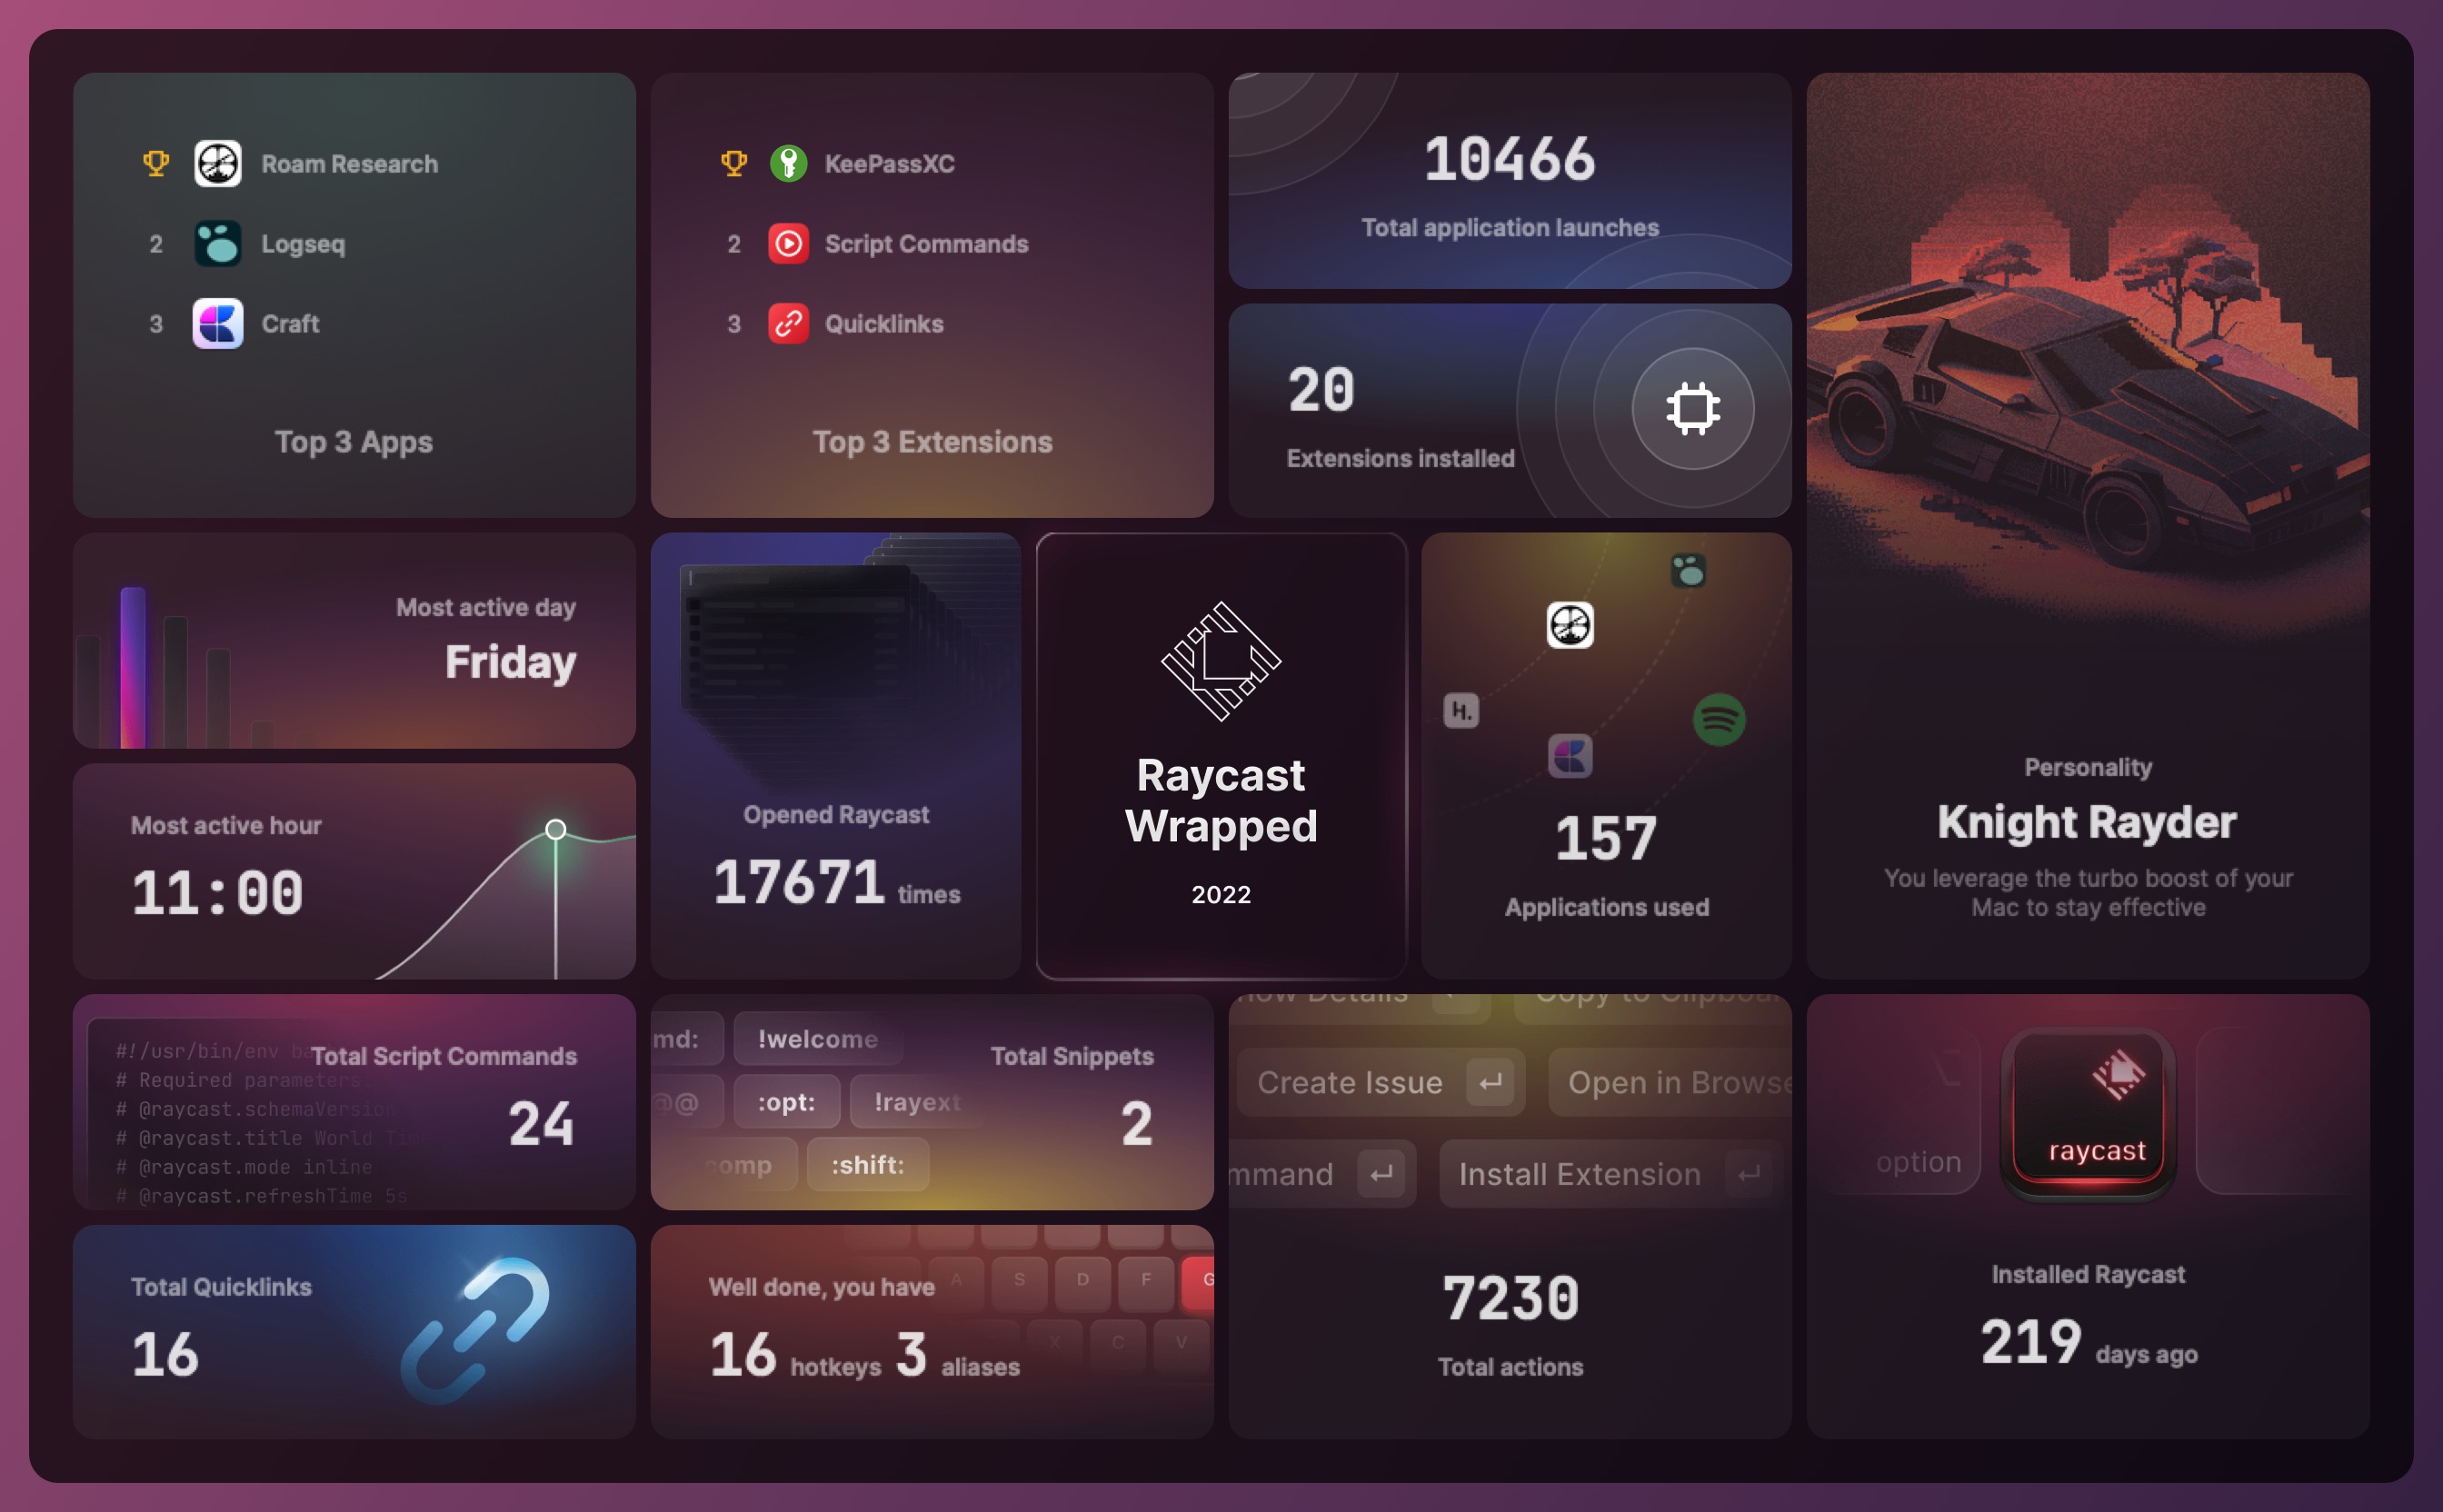 Roam Research
2 Logseq
3 Craft
Top 3 Apps
KeePassXC
2 Script Commands
3 Quicklinks
Top 3 Extensions
10466
Total application launches
20
Extensions installed
Most active day
Friday
Most active hour
11:00
Opened Raycast
17671 times
Raycast
Wrapped
2022
H.
157
Applications used
Personality
Knight Rayder
You leverage the turbo boost of your
Mac to stay effective
#!/usr/bin/env
# Required parameters:
# @raycast.schemaVersion
# @raycast.title World
# @raycast.mode inline
# @raycast.refreshTime 5s
Total Script Commands
24
md: !welcome
@@ :opt: !rayext
comp :shift:
Total Snippets
2
Details Copy to
Create Issue ↵ Open in Browse
mmand ↵ Install Extension ↵
7230
Total actions
option
raycast
Installed Raycast
219 days ago
Total Quicklinks
16
Well done, you have
16 hotkeys 3 aliases
A S D F G
X C V